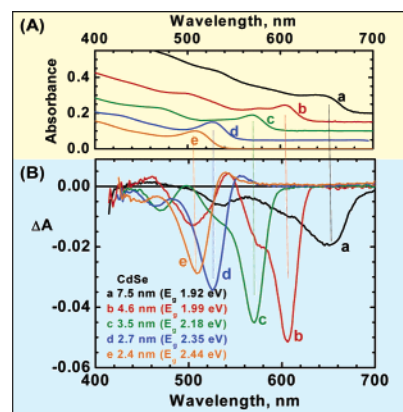 Wavelength, nm
400 500 600 700
(A)
Absorbance
0.4
0.2
0.0
a
b
c
d
e
(B)
ΔA
0.00
-0.02
-0.04
-0.06
a
e
d
c
b
CdSe
a 7.5 nm (Eg 1.92 eV)
b 4.6 nm (Eg 1.99 eV)
c 3.5 nm (Eg 2.18 eV)
d 2.7 nm (Eg 2.35 eV)
e 2.4 nm (Eg 2.44 eV)
400 500 600 700
Wavelength, nm